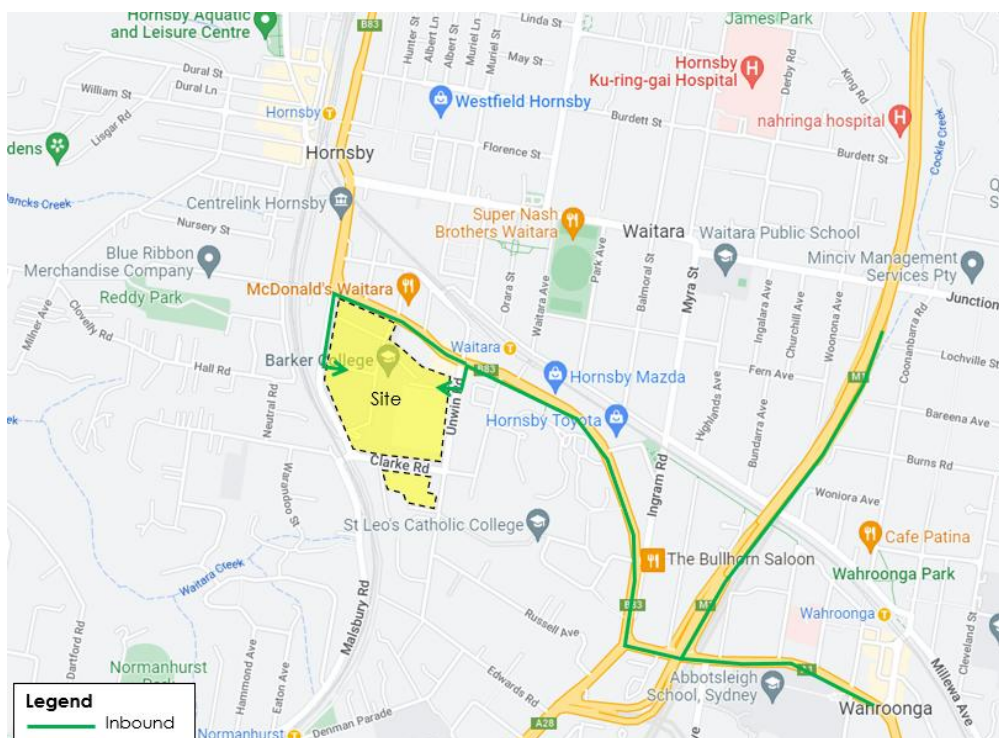 Hornsby Aquatic
and Leisure Centre
B83
Hunter St
Albert Ln
Albert St
Muriel Ln
Muriel St
Linda St
James Park
May St
Hornsby
Ku-ring-gai Hospital
Derby Rd
King Rd
Dural St
Dural Ln
William St
Lisgar Rd
Hornsby
Westfield Hornsby
Burdett St
nahringa hospital
Cockle Creek
dens
Hornsby
Florence St
Burdett St
Centrelink Hornsby
ncks Creek
Nursery St
Super Nash
Brothers Waitara
Waitara
Waitara Public School
Blue Ribbon
Merchandise Company
Reddy Park
Minciv Management
Services Pty
Junction
McDonald's Waitara
Orara St
Waitara Ave
Park Ave
Balmoral St
Myra St
Ingalara Ave
Churchill Ave
Woonona Ave
Coonanbarra Rd
Milner Ave
Clovelly Rd
Hall Rd
Neutral Rd
Barker College
Site
Waitara
B83
Unwin Rd
Hornsby Mazda
Hornsby Toyota
Fern Ave
M1
Lochville St
Highlands Ave
Bundarra Ave
Bareena Ave
Burns Rd
Clarke Rd
Warandoo St
Ingram Rd
Woniora Ave
St Leo's Catholic College
The Bullhorn Saloon
Cafe Patina
Wahroonga Park
Waitara Creek
Malsbury Rd
B83
Russell Ave
Wahroonga
Dartford Rd
Hammond Ave
Eaton Ave
Normanhurst
Edwards Rd
Abbotsleigh
School, Sydney
Millewa Ave
Cleveland St
Wahroonga
A28
Denman Parade
Normanhurst
Legend
Inbound